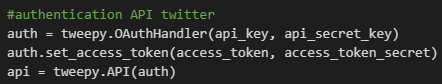 #authentication API twitter
auth = tweepy.OAuthHandler(api_key, api_secret_key)
auth.set_access_token(access_token, access_token_secret)
api = tweepy.API(auth)